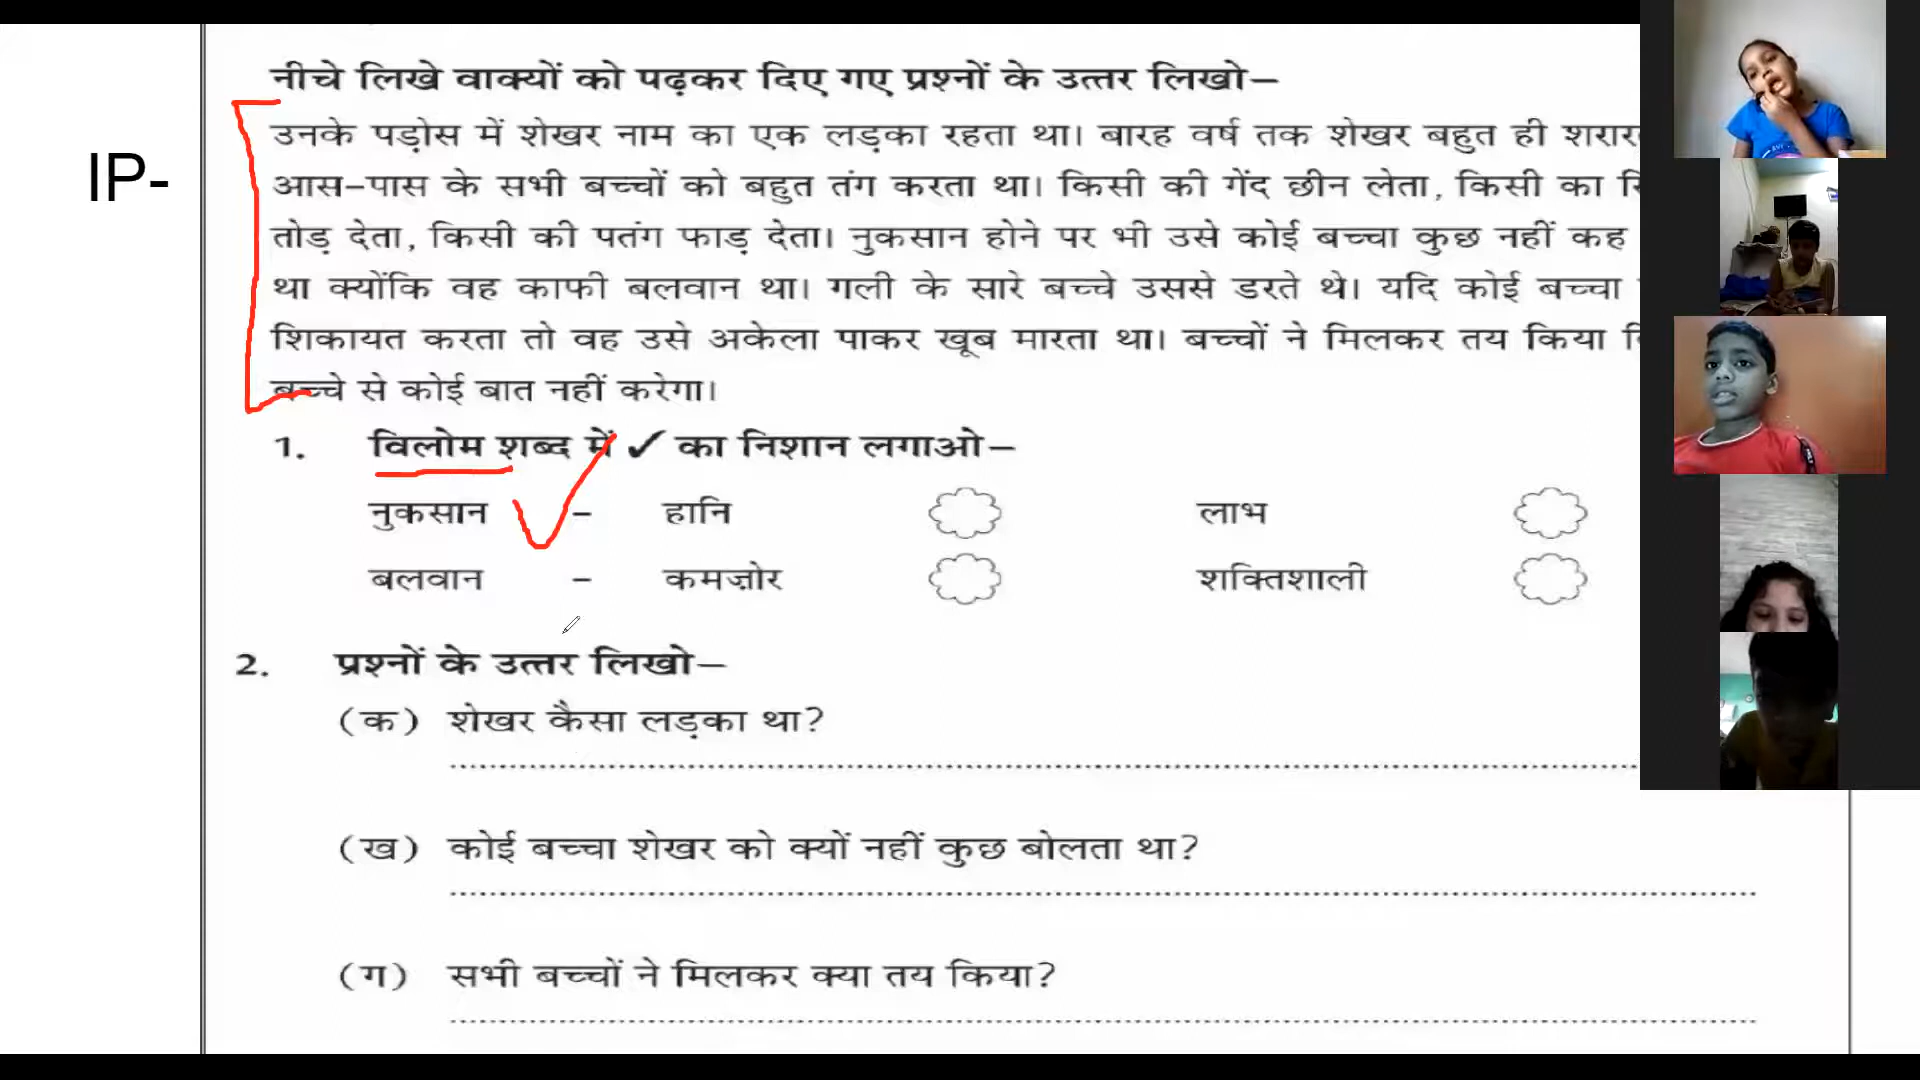 नीचे लिखे वाक्यों को पढ़कर दिए गए प्रश्नों के उत्तर लिखो–
IP-
उनके पड़ोस में शेखर नाम का एक लड़का रहता था। बारह वर्ष तक शेखर बहुत ही
आस-पास के सभी बच्चों को बहुत तंग करता था। किसी की गेंद छीन लेता, किसी का
तोड़ देता, किसी की पतंग फाड़ देता। नुकसान होने पर भी उसे कोई बच्चा कुछ नहीं कह
था क्योंकि वह काफी बलवान था। गली के सारे बच्चे उससे डरते थे। यदि कोई बच्चा
शिकायत करता तो वह उसे अकेला पाकर खूब मारता था। बच्चों ने मिलकर तय किया
बच्चे से कोई बात नहीं करेगा।
1. विलोम शब्द में ✓ का निशान लगाओ–
नुकसान – हानि लाभ
बलवान – कमज़ोर शक्तिशाली
2. प्रश्नों के उत्तर लिखो–
(क) शेखर कैसा लड़का था?
(ख) कोई बच्चा शेखर को क्यों नहीं कुछ बोलता था?
(ग) सभी बच्चों ने मिलकर क्या तय किया?